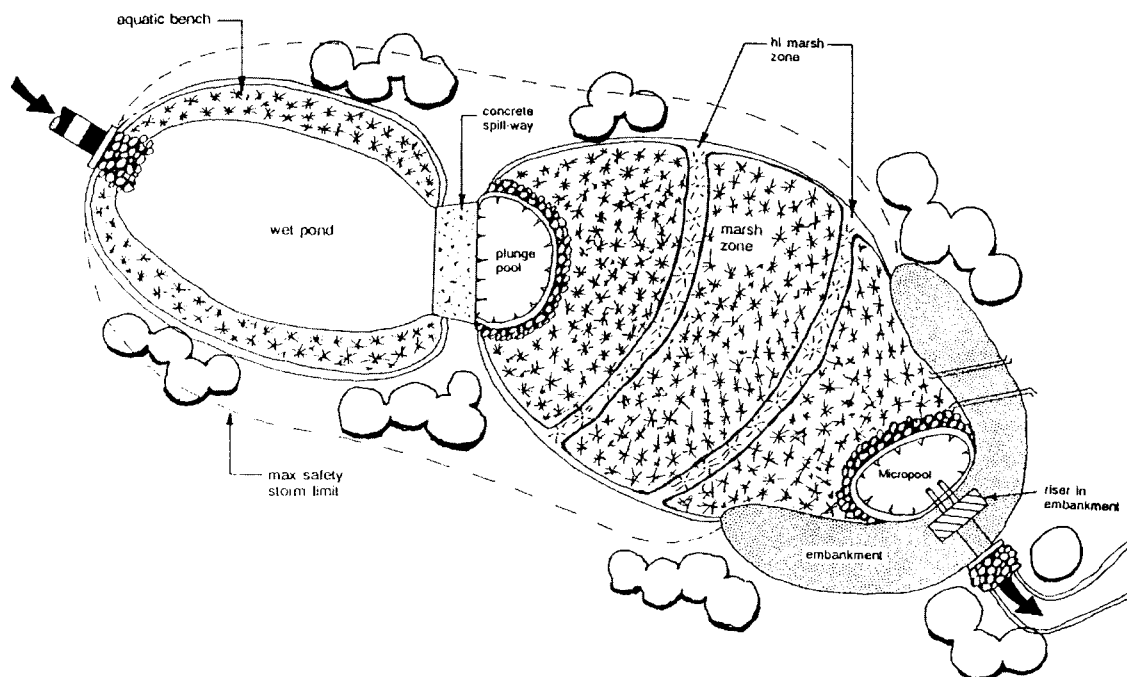 aquatic bench
hi marsh
zone
concrete
spill-way
wet pond
plunge
pool
marsh
zone
max safety
storm limit
Micropool
riser in
embankment
embankment